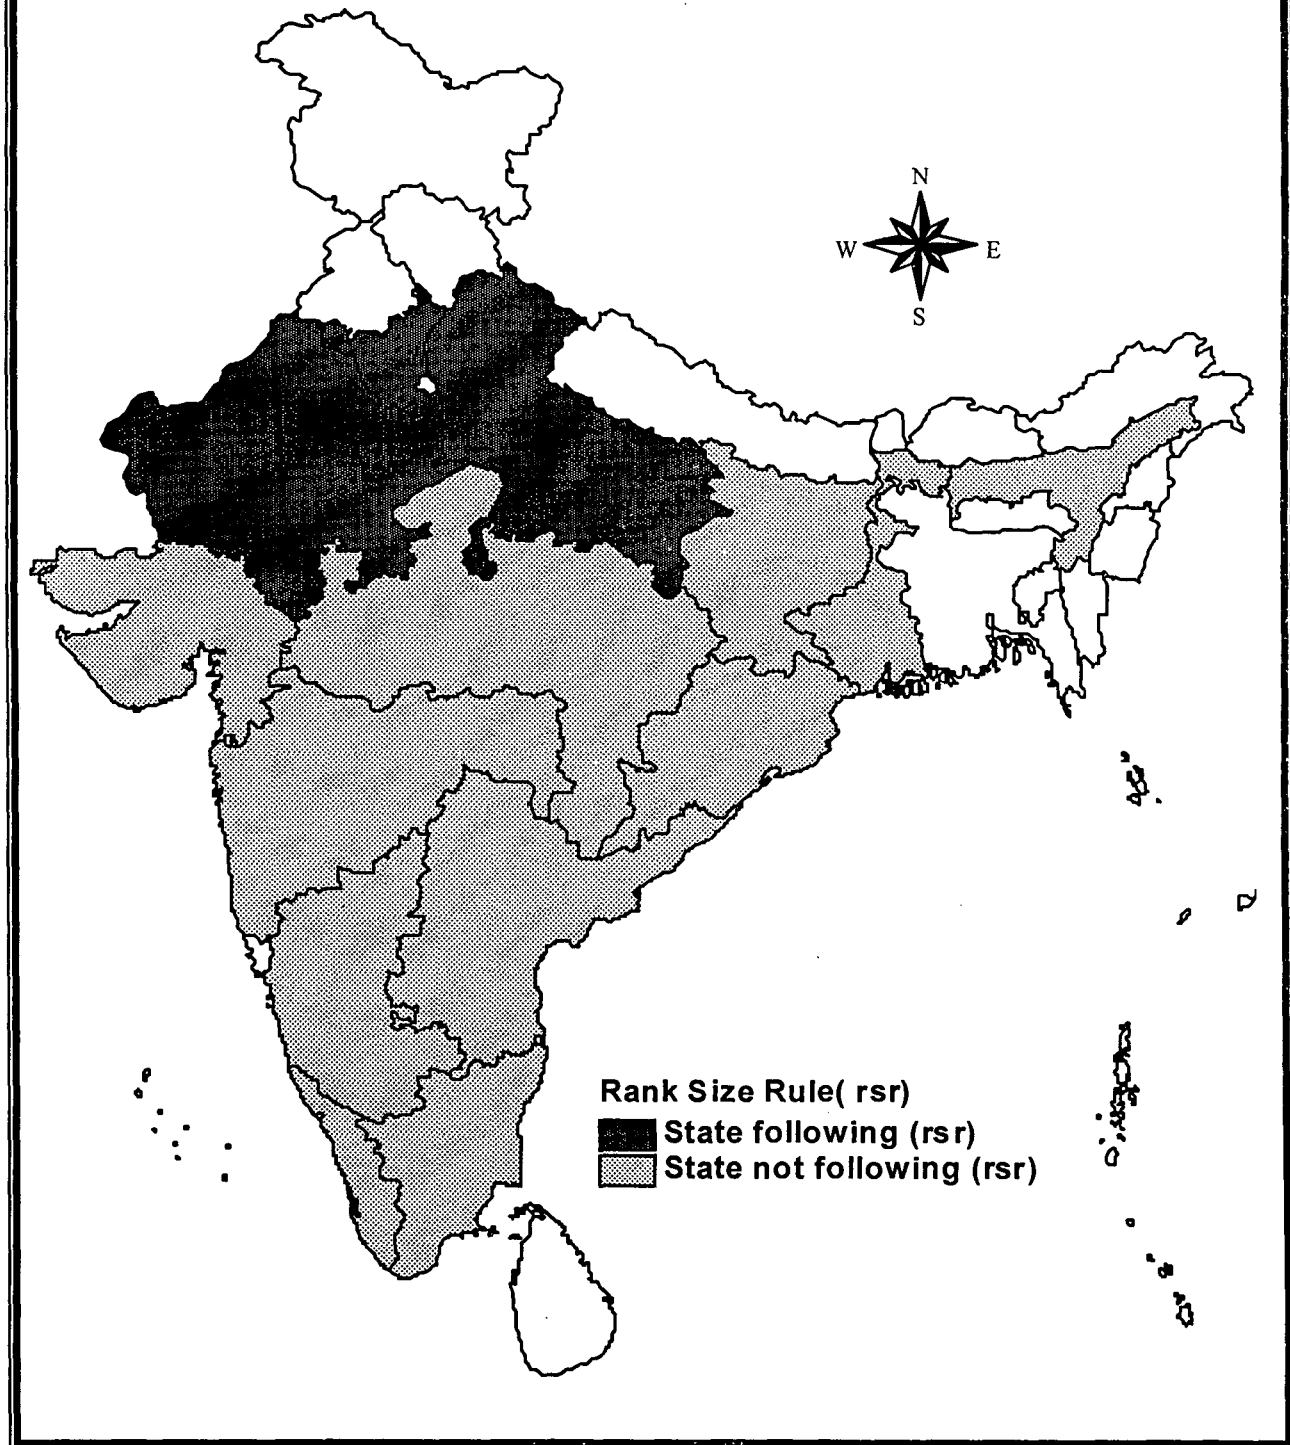 N
W E
S
Rank Size Rule( rsr)
State following (rsr)
State not following (rsr)